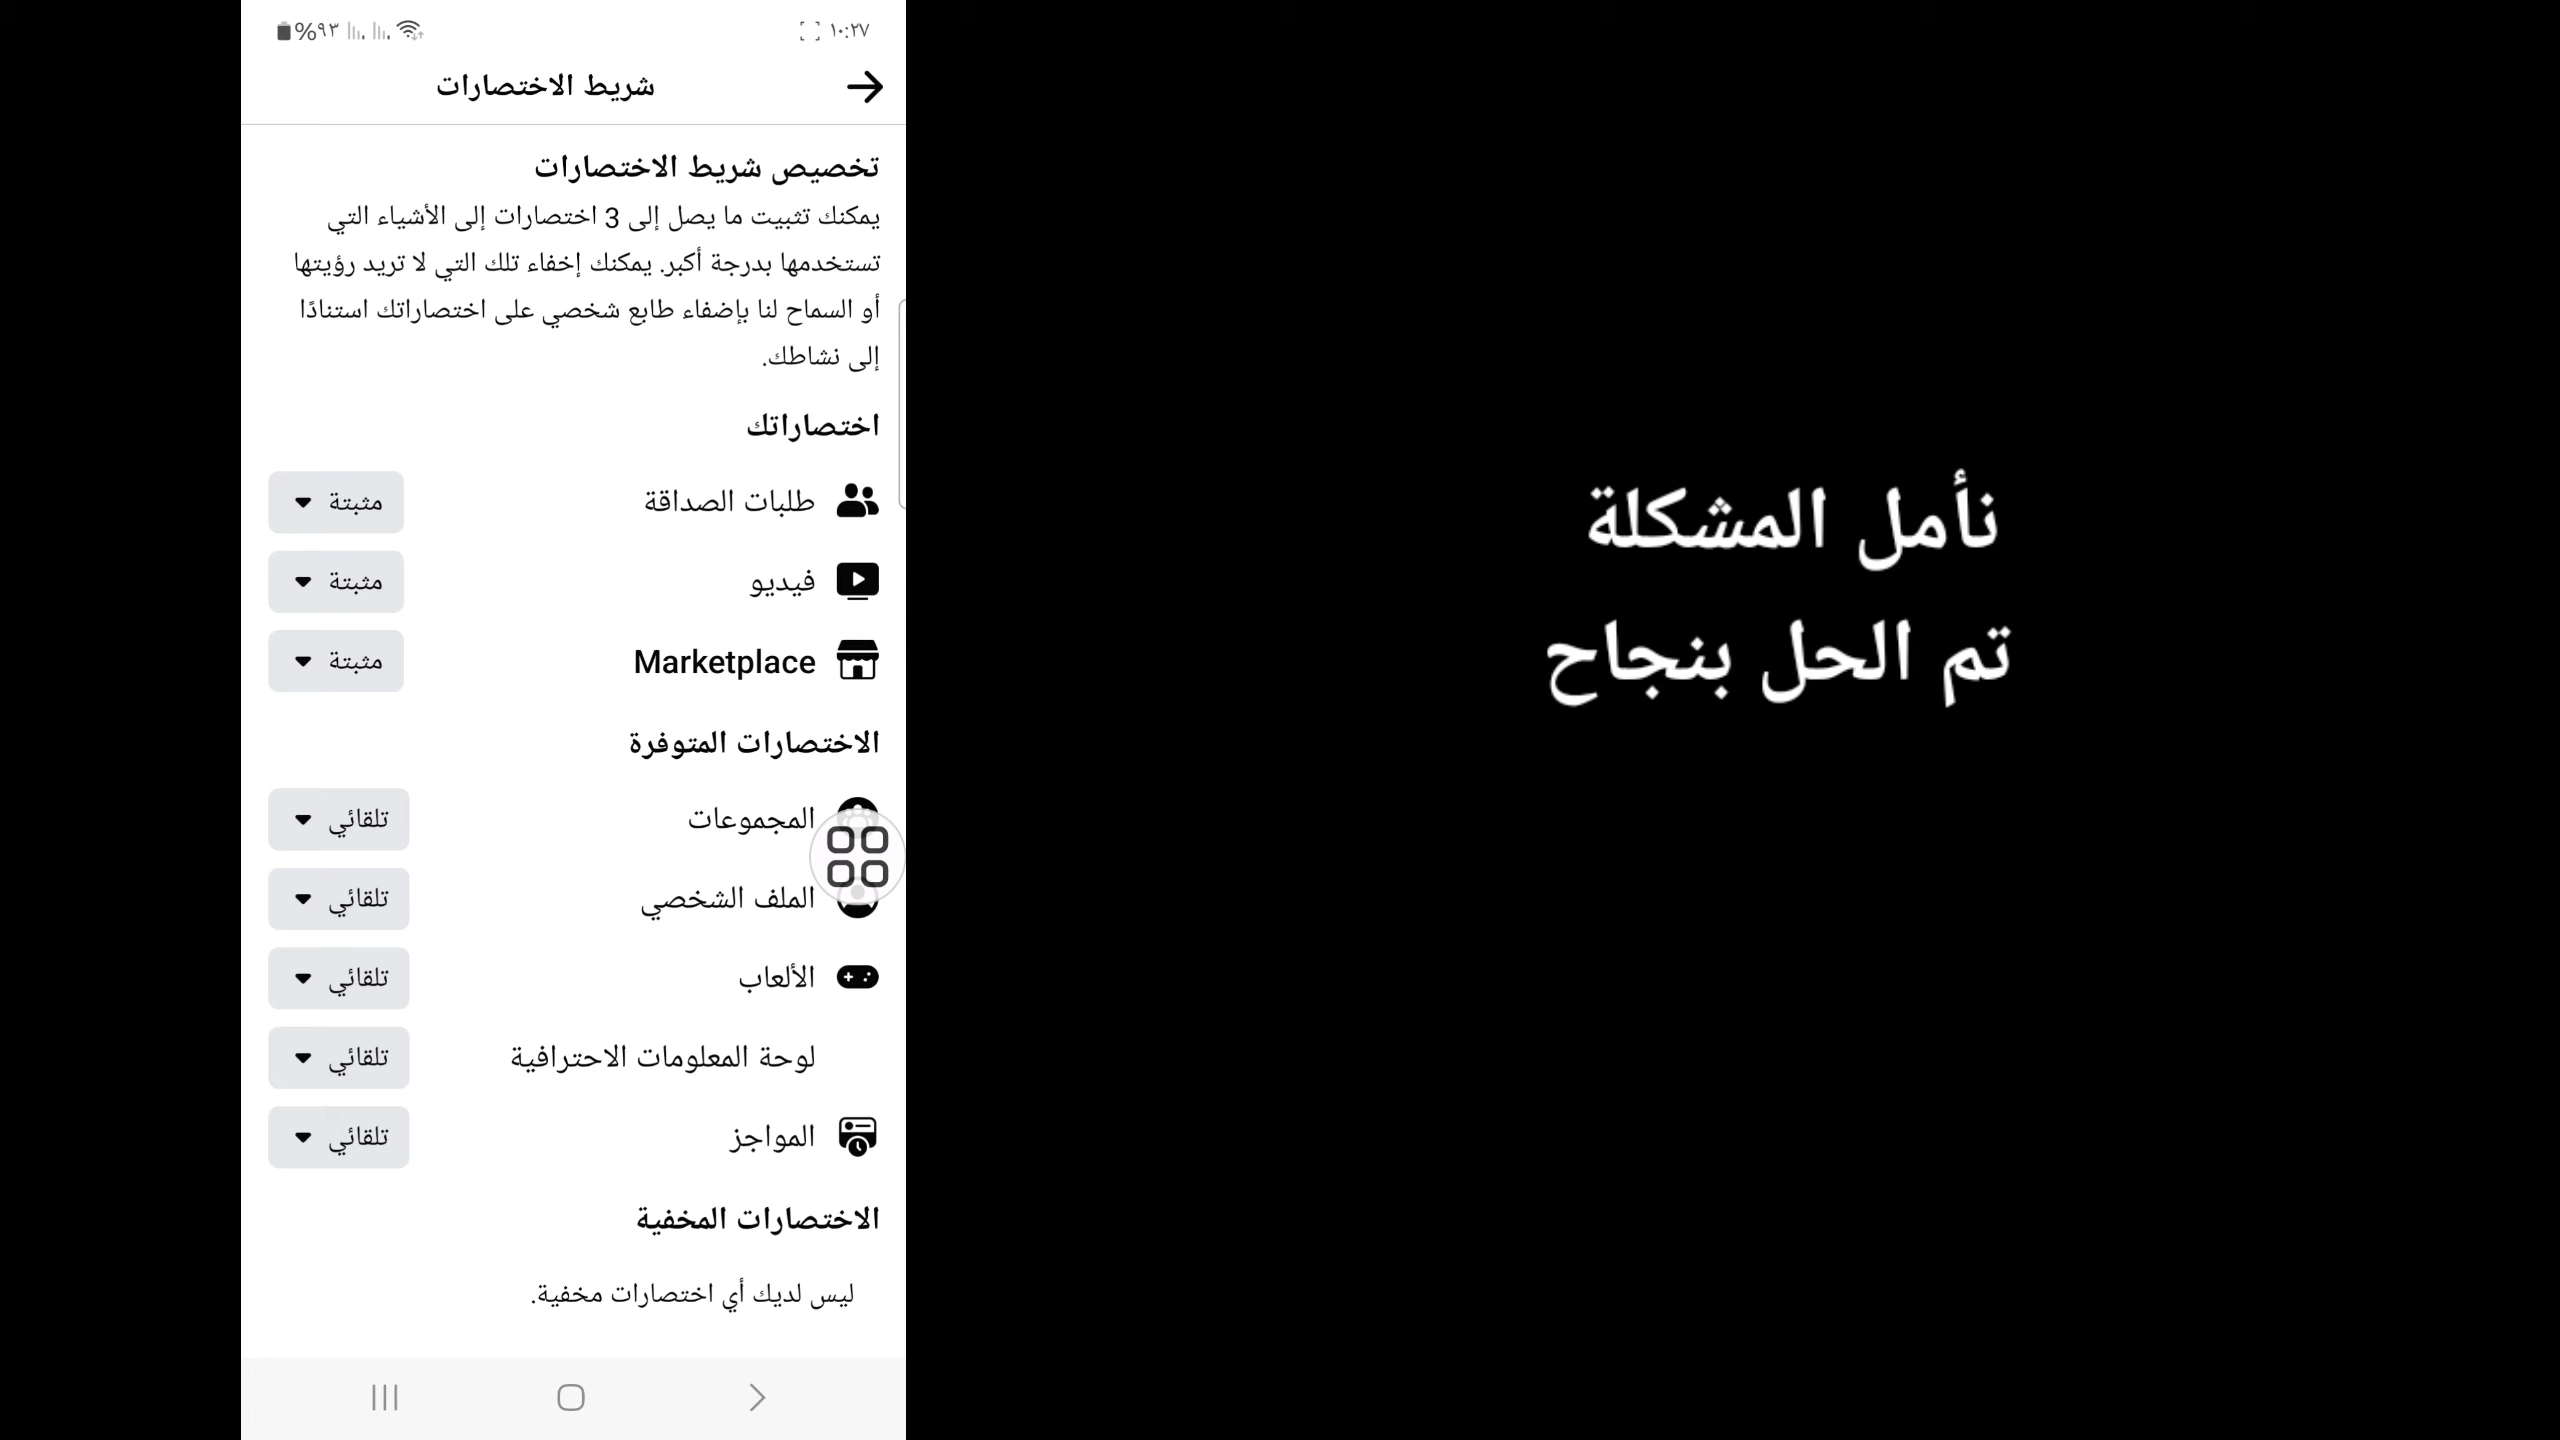 ١٠:٢٧
%٩٣
شريط الاختصارات
تخصيص شريط الاختصارات
يمكنك تثبيت ما يصل إلى 3 اختصارات إلى الأشياء التي
تستخدمها بدرجة أكبر. يمكنك إخفاء تلك التي لا تريد رؤيتها
أو السماح لنا بإضفاء طابع شخصي على اختصاراتك استنادًا
إلى نشاطك.
اختصاراتك
طلبات الصداقة مثبتة
فيديو مثبتة
Marketplace مثبتة
الاختصارات المتوفرة
المجموعات تلقائي
الملف الشخصي تلقائي
الألعاب تلقائي
لوحة المعلومات الاحترافية تلقائي
المواجز تلقائي
الاختصارات المخفية
ليس لديك أي اختصارات مخفية.
نأمل المشكلة
تم الحل بنجاح